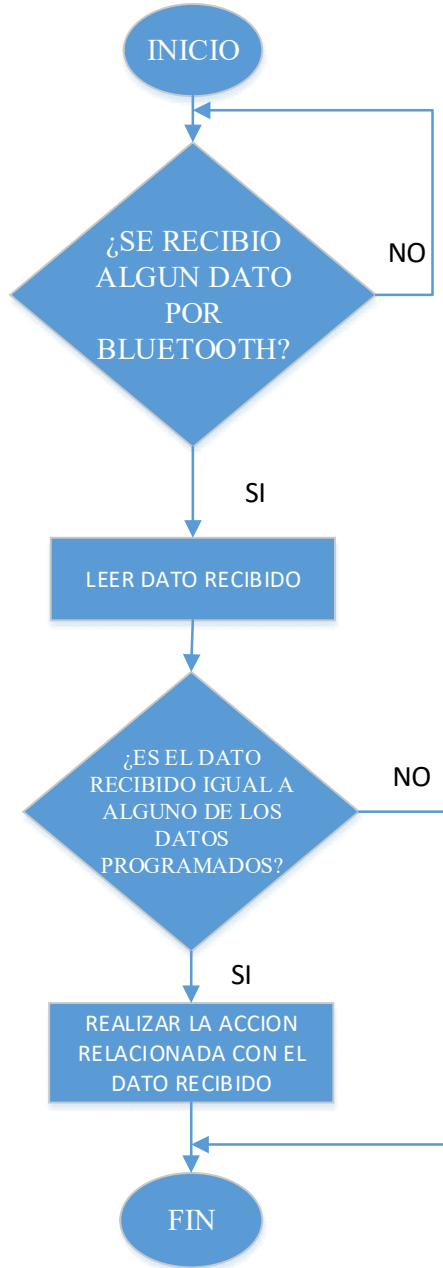 INICIO
¿SE RECIBIO
ALGUN DATO
POR
BLUETOOTH?
NO
SI
LEER DATO RECIBIDO
¿ES EL DATO
RECIBIDO IGUAL A
ALGUNO DE LOS
DATOS
PROGRAMADOS?
NO
SI
REALIZAR LA ACCION
RELACIONADA CON EL
DATO RECIBIDO
FIN